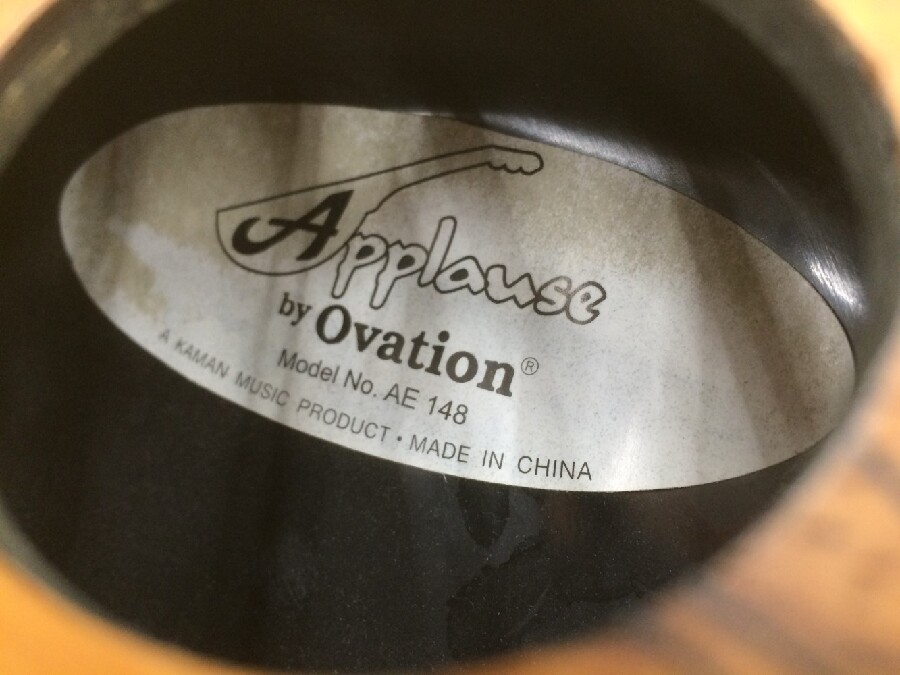 Applause
by Ovation®
Model No. AE 148
A KAMAN MUSIC PRODUCT • MADE IN CHINA